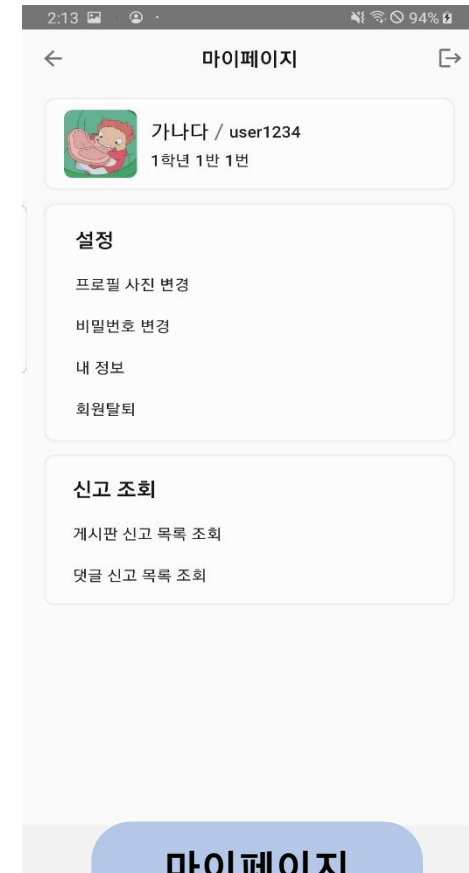 2:13 94%
마이페이지
가나다 / user1234
1학년 1반 1번
설정
프로필 사진 변경
비밀번호 변경
내 정보
회원탈퇴
신고 조회
게시판 신고 목록 조회
댓글 신고 목록 조회
마이페이지